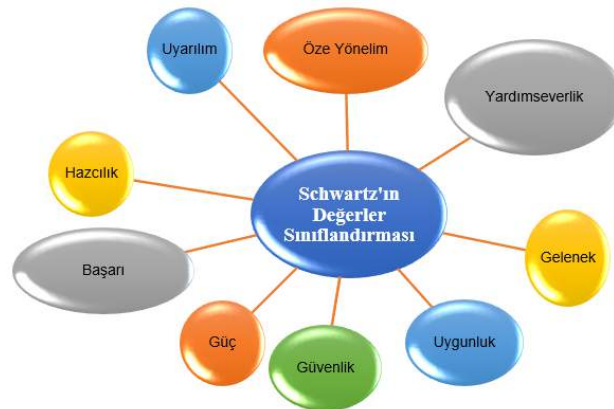 Uyarılım
Öze Yönelim
Yardımseverlik
Hazcılık
Schwartz'ın
Değerler
Sınıflandırması
Gelenek
Başarı
Güç
Güvenlik
Uygunluk